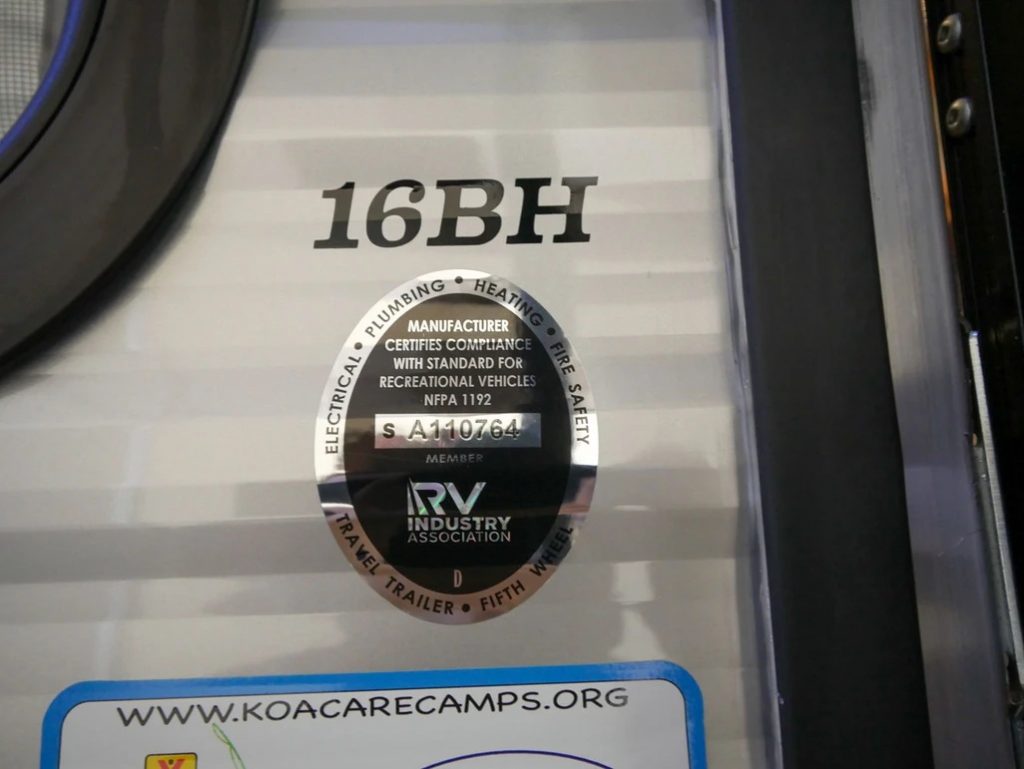 16BH
ELECTRICAL • PLUMBING • HEATING • FIRE SAFETY
MANUFACTURER
CERTIFIES COMPLIANCE
WITH STANDARD FOR
RECREATIONAL VEHICLES
NFPA 1192
S A110764
MEMBER
RV
INDUSTRY
ASSOCIATION
D
TRAVEL TRAILER • FIFTH WHEEL
WWW.KOACARECAMPS.ORG